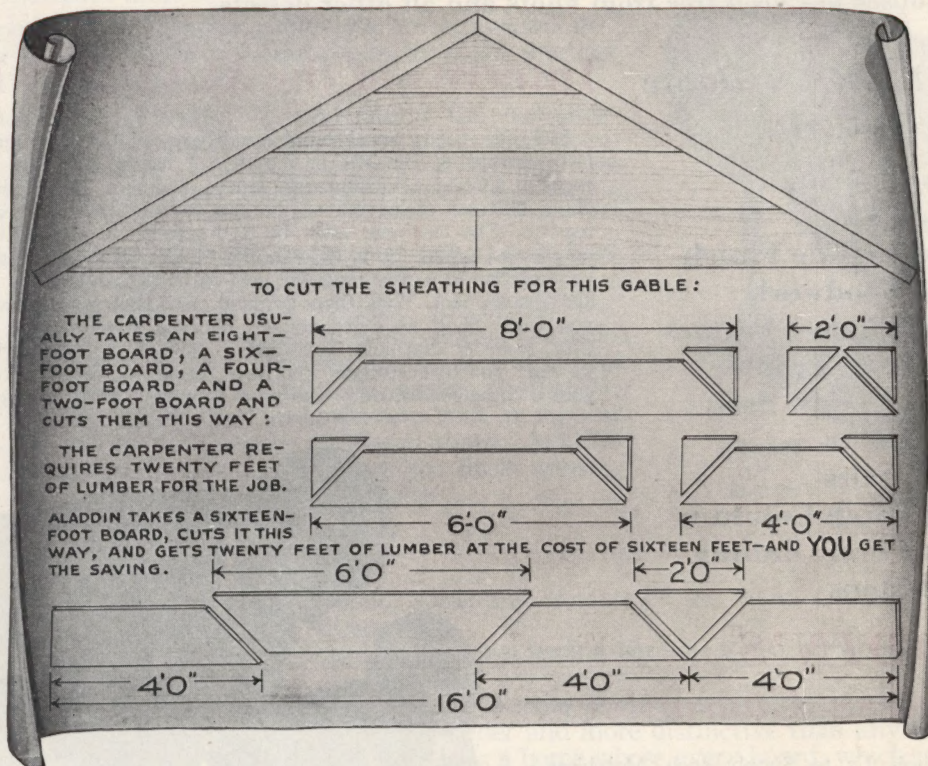 TO CUT THE SHEATHING FOR THIS GABLE:
THE CARPENTER USU-
ALLY TAKES AN EIGHT-
FOOT BOARD, A SIX-
FOOT BOARD, A FOUR-
FOOT BOARD AND A
TWO-FOOT BOARD AND
CUTS THEM THIS WAY:
8'-0"
2'-0"
THE CARPENTER RE-
QUIRES TWENTY FEET
OF LUMBER FOR THE JOB.
6'-0"
4'-0"
ALADDIN TAKES A SIXTEEN-
FOOT BOARD, CUTS IT THIS
WAY, AND GETS TWENTY FEET OF LUMBER AT THE COST OF SIXTEEN FEET-AND YOU GET
THE SAVING.
6'0"
2'0"
4'0"
4'0"
4'0"
16'0"